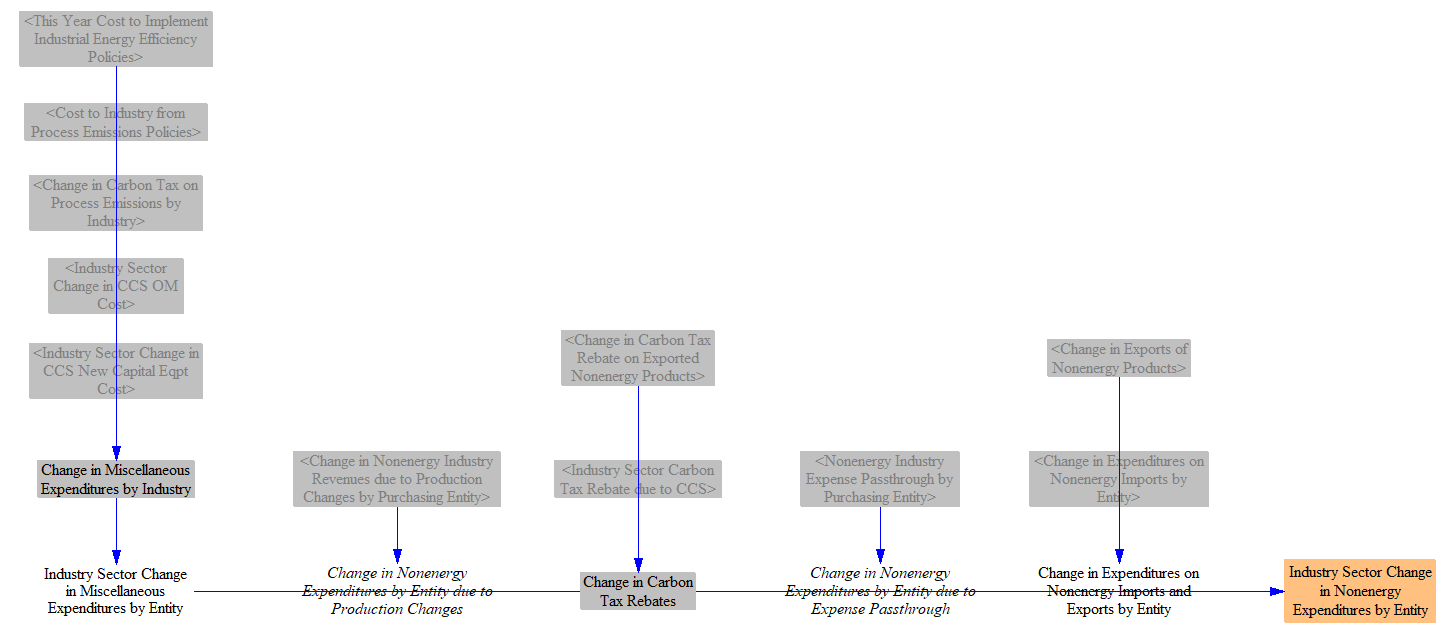 <This Year Cost to Implement
Industrial Energy Efficiency
Policies>
<Cost to Industry from
Process Emissions Policies>
<Change in Carbon Tax on
Process Emissions by
Industry>
<Industry Sector
Change in CCS OM
Cost>
<Industry Sector Change in
CCS New Capital Eqpt
Cost>
Change in Miscellaneous
Expenditures by Industry
Industry Sector Change
in Miscellaneous
Expenditures by Entity
<Change in Nonenergy Industry
Revenues due to Production
Changes by Purchasing Entity>
Change in Nonenergy
Expenditures by Entity due to
Production Changes
<Change in Carbon Tax
Rebate on Exported
Nonenergy Products>
<Industry Sector Carbon
Tax Rebate due to CCS>
Change in Carbon
Tax Rebates
<Nonenergy Industry
Expense Passthrough by
Purchasing Entity>
Change in Nonenergy
Expenditures by Entity due to
Expense Passthrough
<Change in Exports of
Nonenergy Products>
<Change in Expenditures on
Nonenergy Imports by
Entity>
Change in Expenditures on
Nonenergy Imports and
Exports by Entity
Industry Sector Change
in Nonenergy
Expenditures by Entity